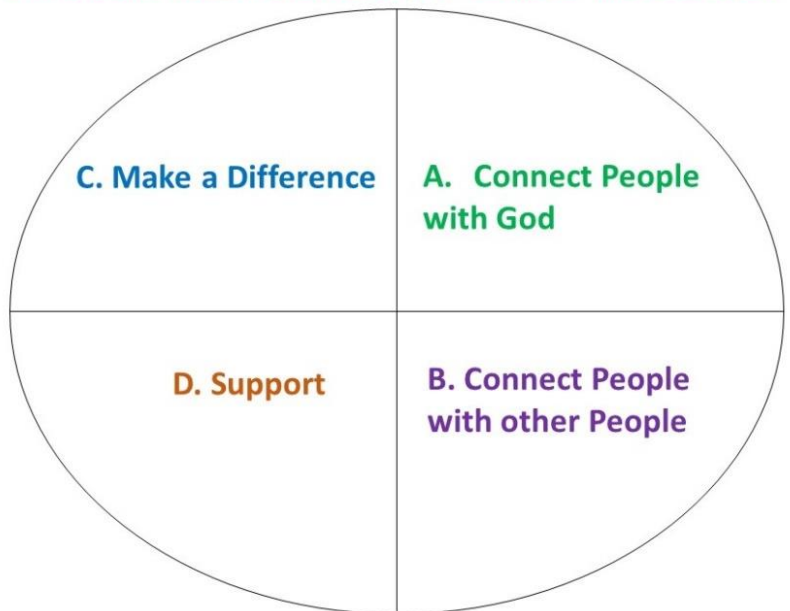 C. Make a Difference
A. Connect People
with God
D. Support
B. Connect People
with other People